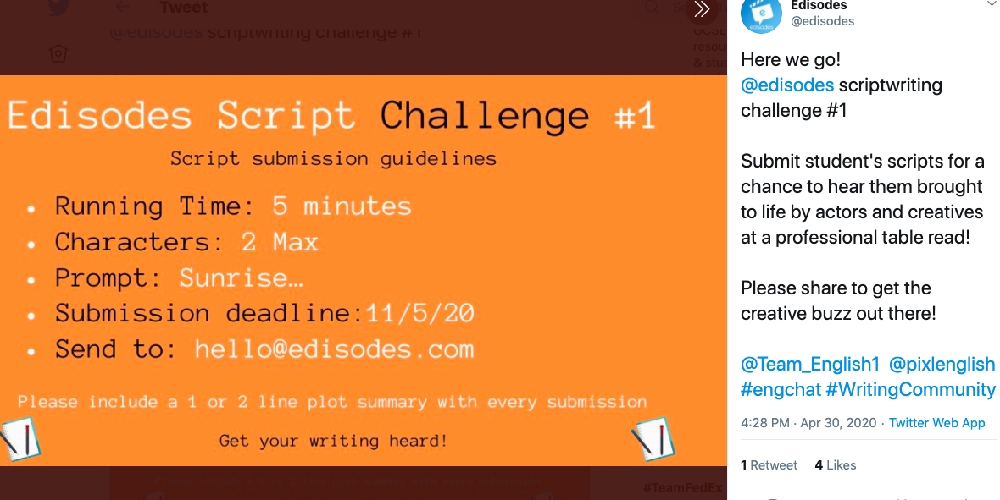 Tweet
@edisodes scriptwriting challenge #1
Edisodes Script Challenge #1
Script submission guidelines
• Running Time: 5 minutes
• Characters: 2 Max
• Prompt: Sunrise…
• Submission deadline:11/5/20
• Send to: hello@edisodes.com
Please include a 1 or 2 line plot summary with every submission
Get your writing heard!
#TeamFedEx
Edisodes
@edisodes
Here we go!
@edisodes scriptwriting
challenge #1
Submit student's scripts for a
chance to hear them brought
to life by actors and creatives
at a professional table read!
Please share to get the
creative buzz out there!
@Team_English1 @pixlenglish
#engchat #WritingCommunity
4:28 PM · Apr 30, 2020 · Twitter Web App
1 Retweet 4 Likes